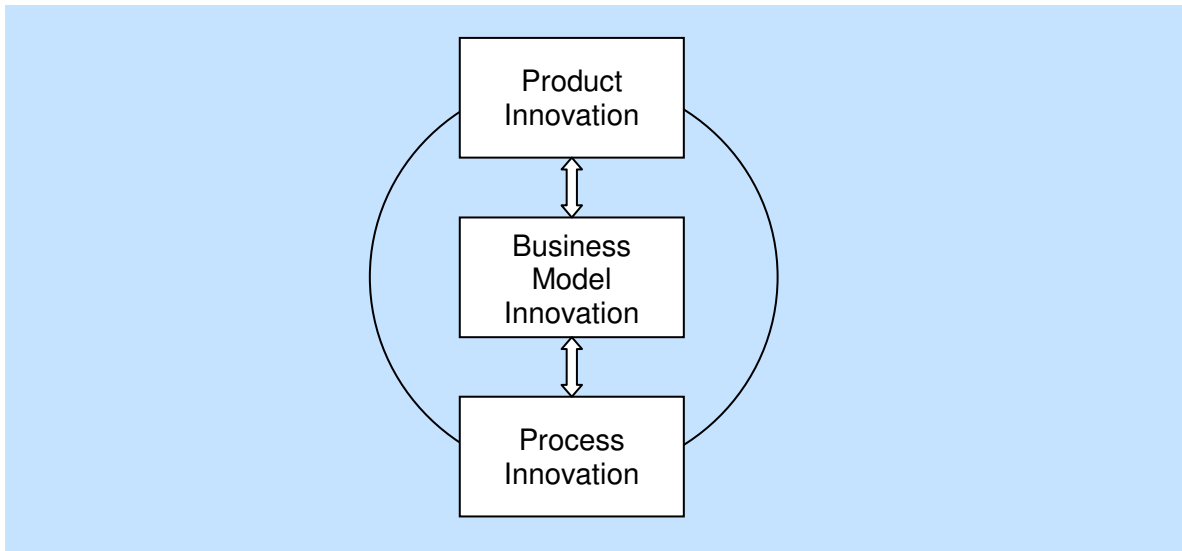 Product
Innovation
Business
Model
Innovation
Process
Innovation